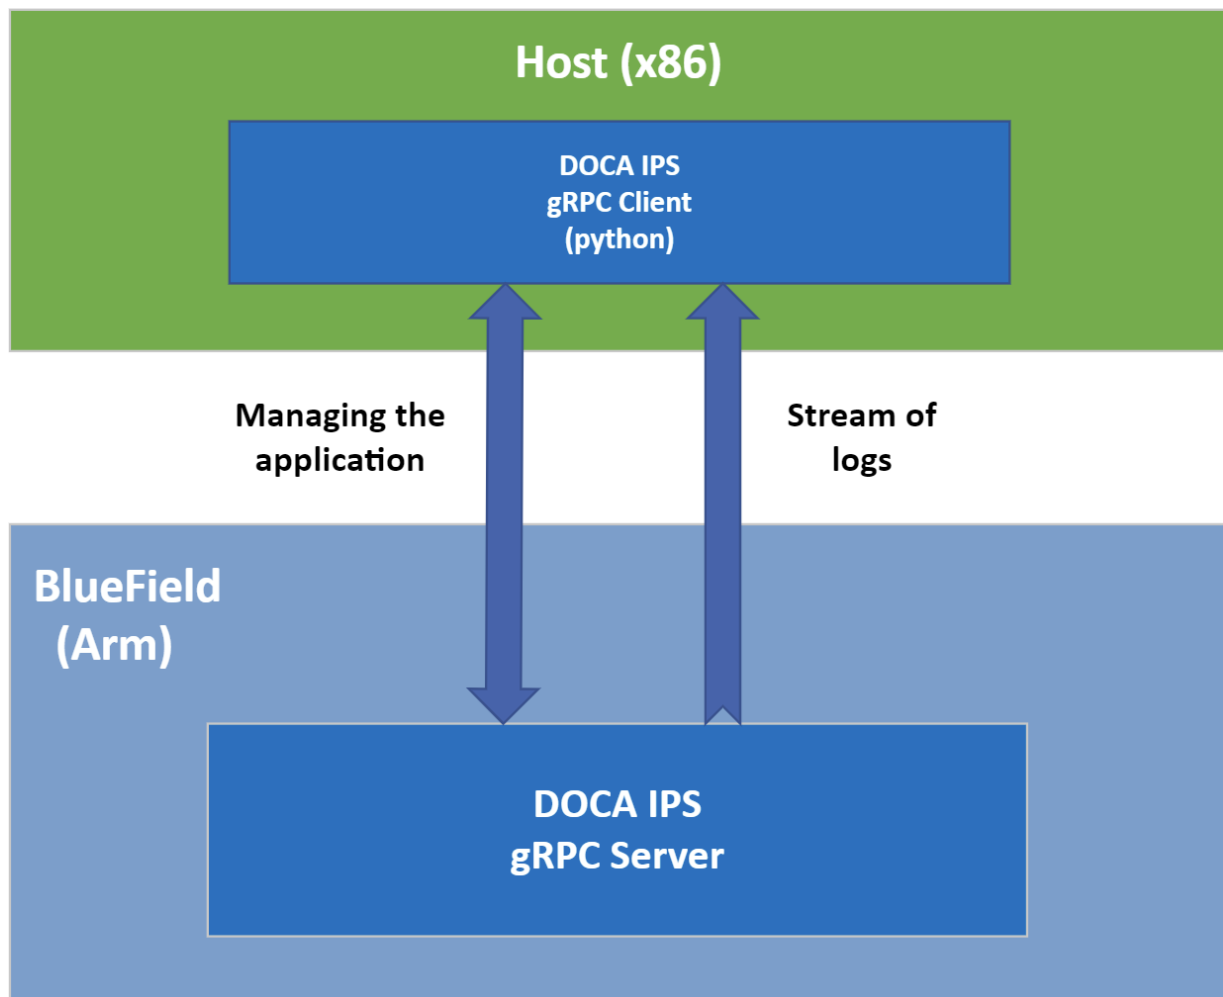 Host (x86)
DOCA IPS
gRPC Client
(python)
Managing the
application
Stream of
logs
BlueField
(Arm)
DOCA IPS
gRPC Server